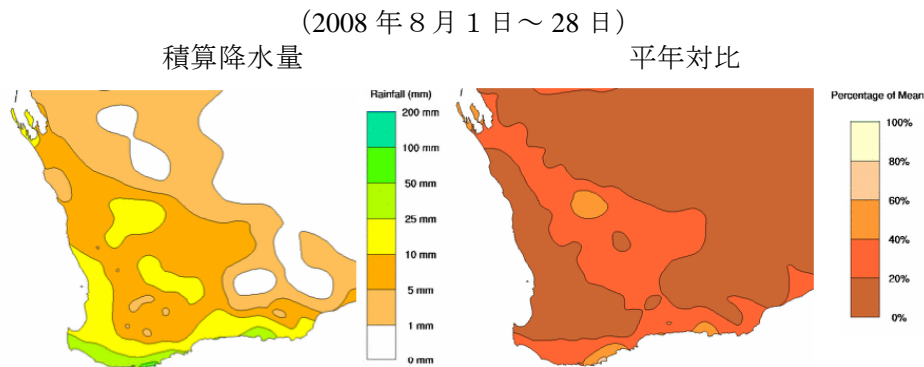 （2008 年８月１日～ 28 日）
積算降水量
平年対比
Rainfall (mm)
200 mm
100 mm
50 mm
25 mm
10 mm
5 mm
1 mm
0 mm
Percentage of Mean
100%
80%
60%
40%
20%
0%